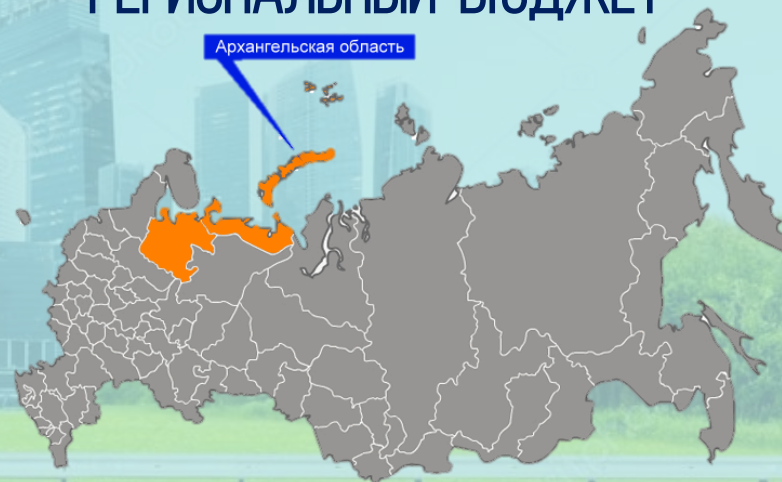 РЕГИОНАЛЬНЫЙ БЮДЖЕТ
Архангельская область